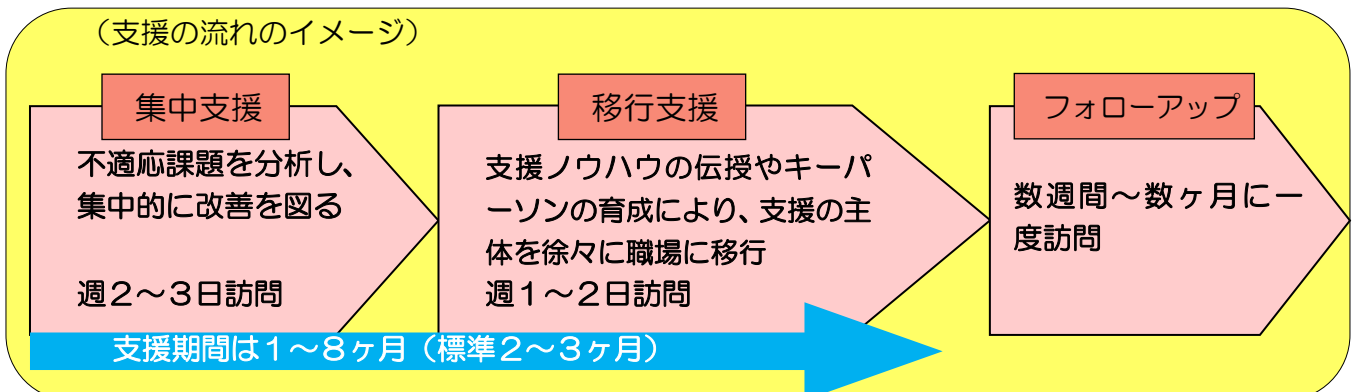 （支援の流れのイメージ）
集中支援
不適応課題を分析し、
集中的に改善を図る
週２～３日訪問
移行支援
支援ノウハウの伝授やキーパ
ーソンの育成により、支援の主
体を徐々に職場に移行
週１～２日訪問
フォローアップ
数週間～数ヶ月に一
度訪問
支援期間は１～８ヶ月（標準２～３ヶ月）